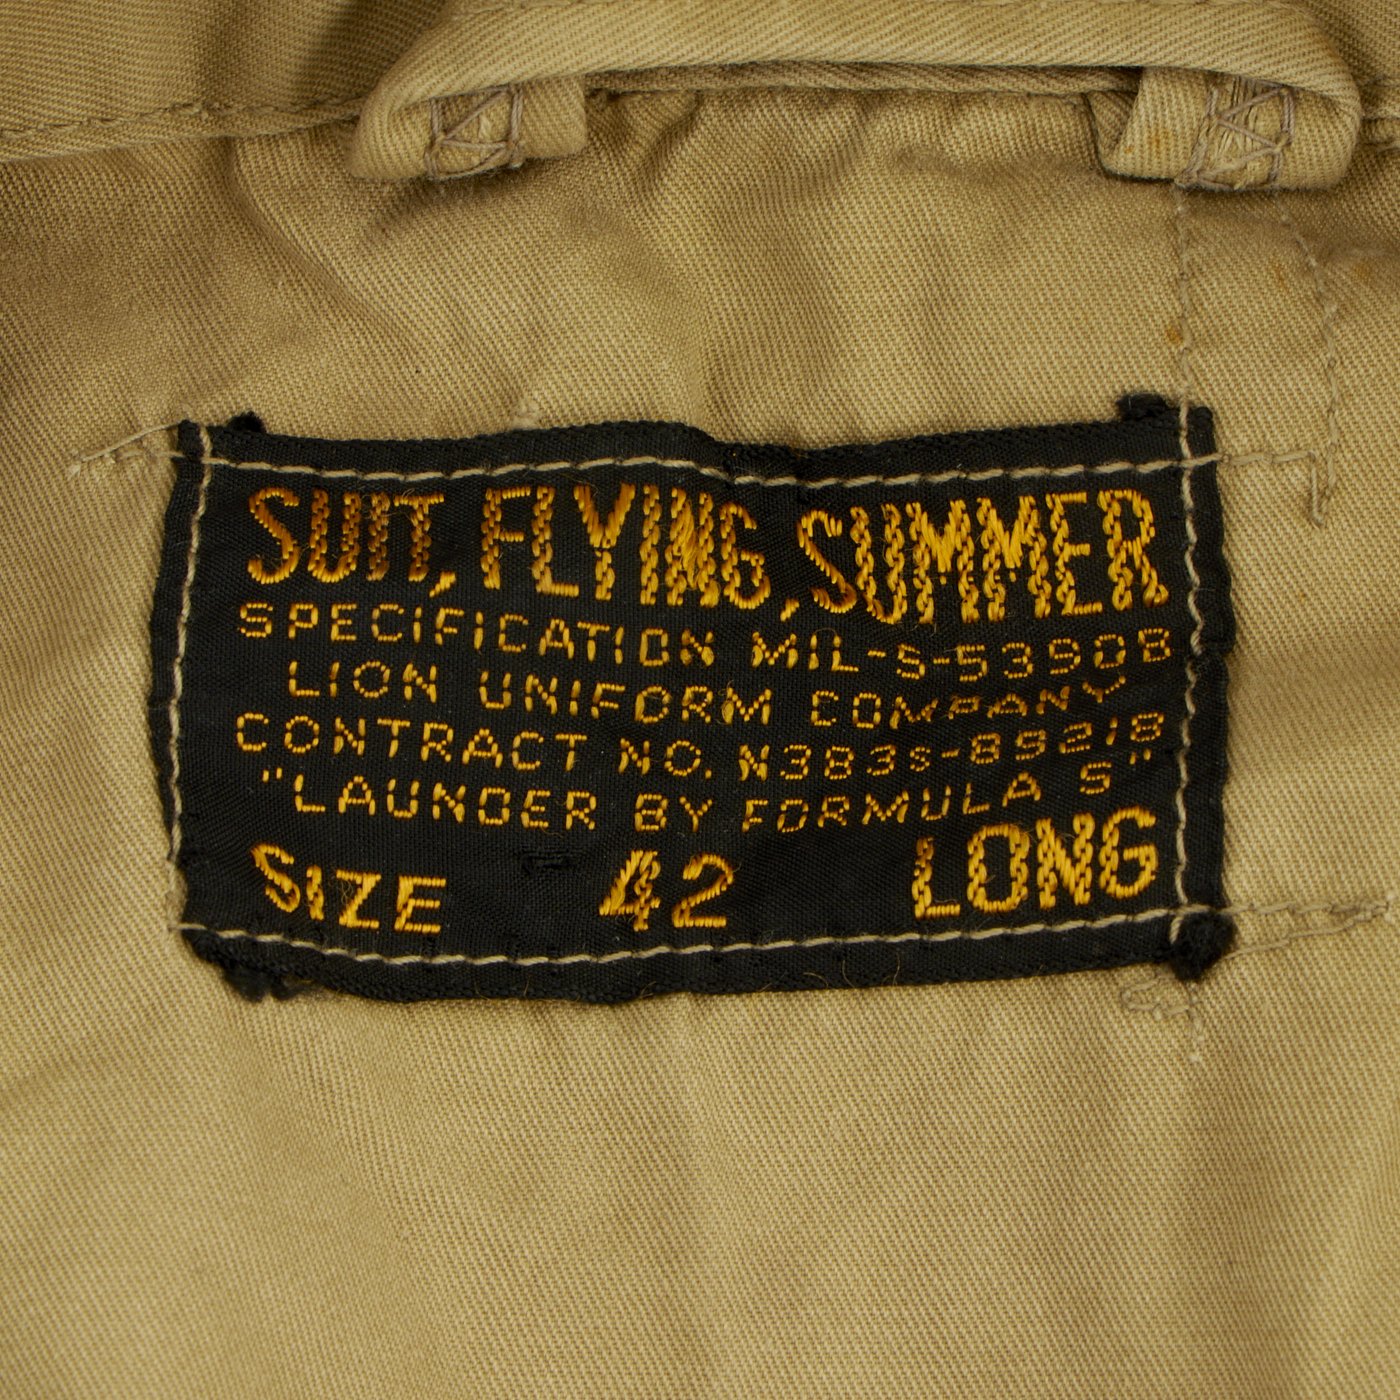 SUIT, FLYING, SUMMER
SPECIFICATION MIL-S-5390B
LION UNIFORM COMPANY
CONTRACT NO. N383s-89218
"LAUNDER BY FORMULA S"
SIZE 42 LONG